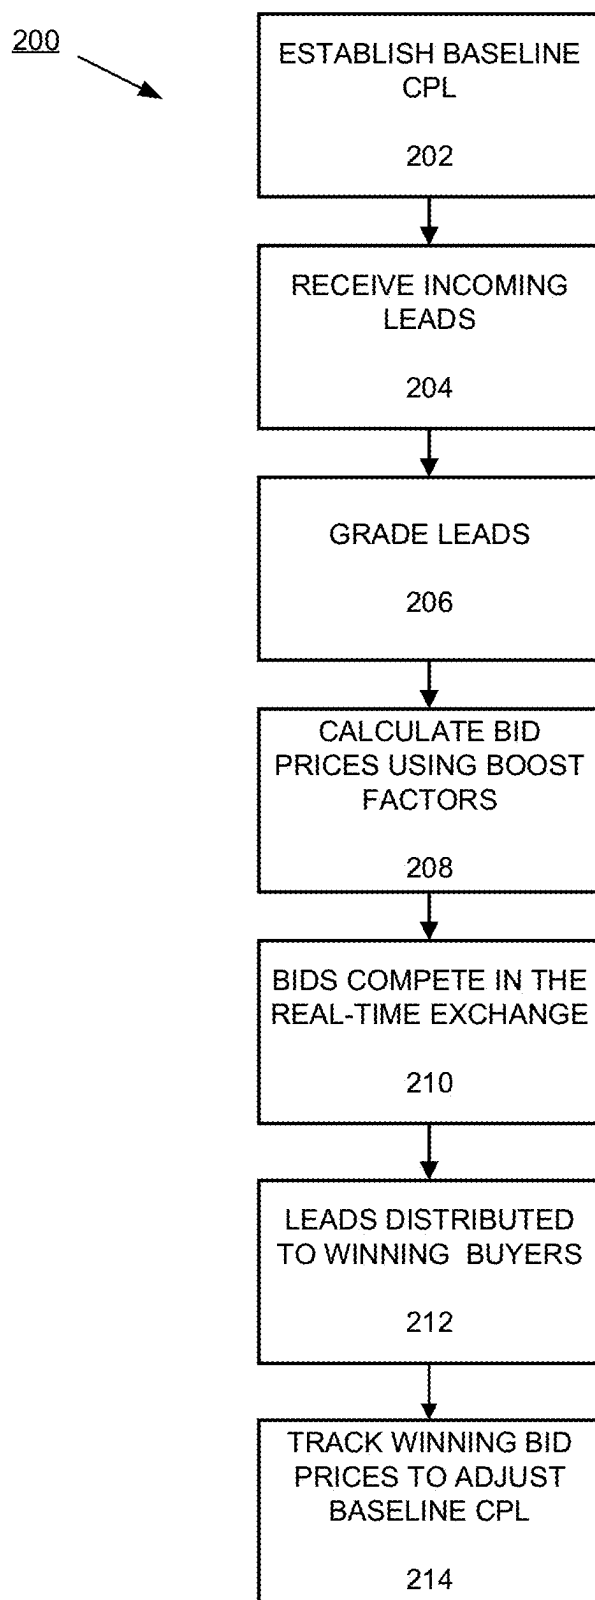 200
ESTABLISH BASELINE
CPL
202
RECEIVE INCOMING
LEADS
204
GRADE LEADS
206
CALCULATE BID
PRICES USING BOOST
FACTORS
208
BIDS COMPETE IN THE
REAL-TIME EXCHANGE
210
LEADS DISTRIBUTED
TO WINNING BUYERS
212
TRACK WINNING BID
PRICES TO ADJUST
BASELINE CPL
214